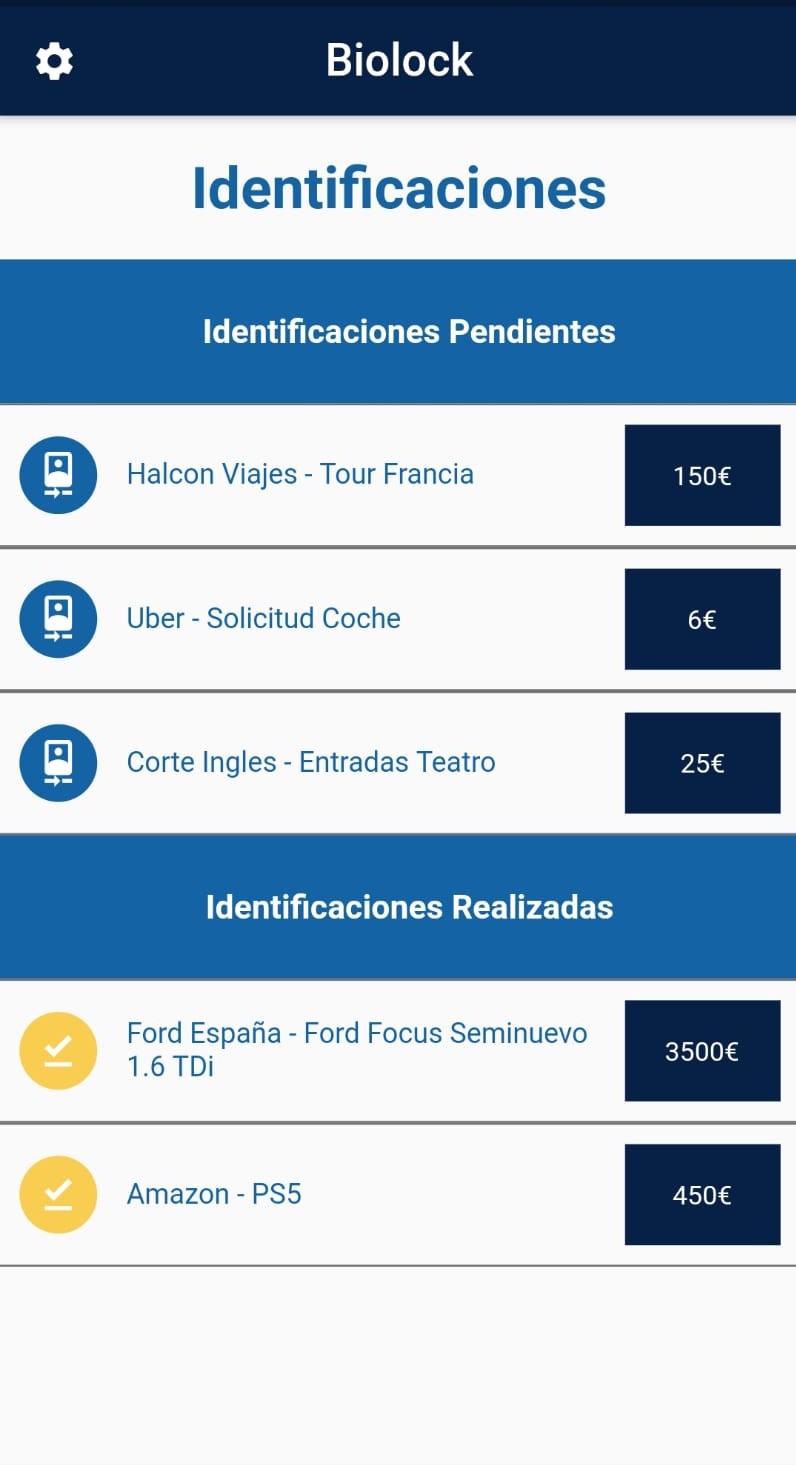 Biolock
Identificaciones
Identificaciones Pendientes
Halcon Viajes - Tour Francia
150€
Uber - Solicitud Coche
6€
Corte Ingles - Entradas Teatro
25€
Identificaciones Realizadas
Ford España - Ford Focus Seminuevo
1.6 TDi
3500€
Amazon - PS5
450€